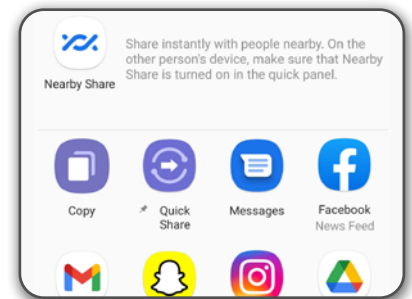 Share instantly with people nearby. On the
other person's device, make sure that Nearby
Share is turned on in the quick panel.
Nearby Share
Copy
Quick
Share
Messages
Facebook
News Feed